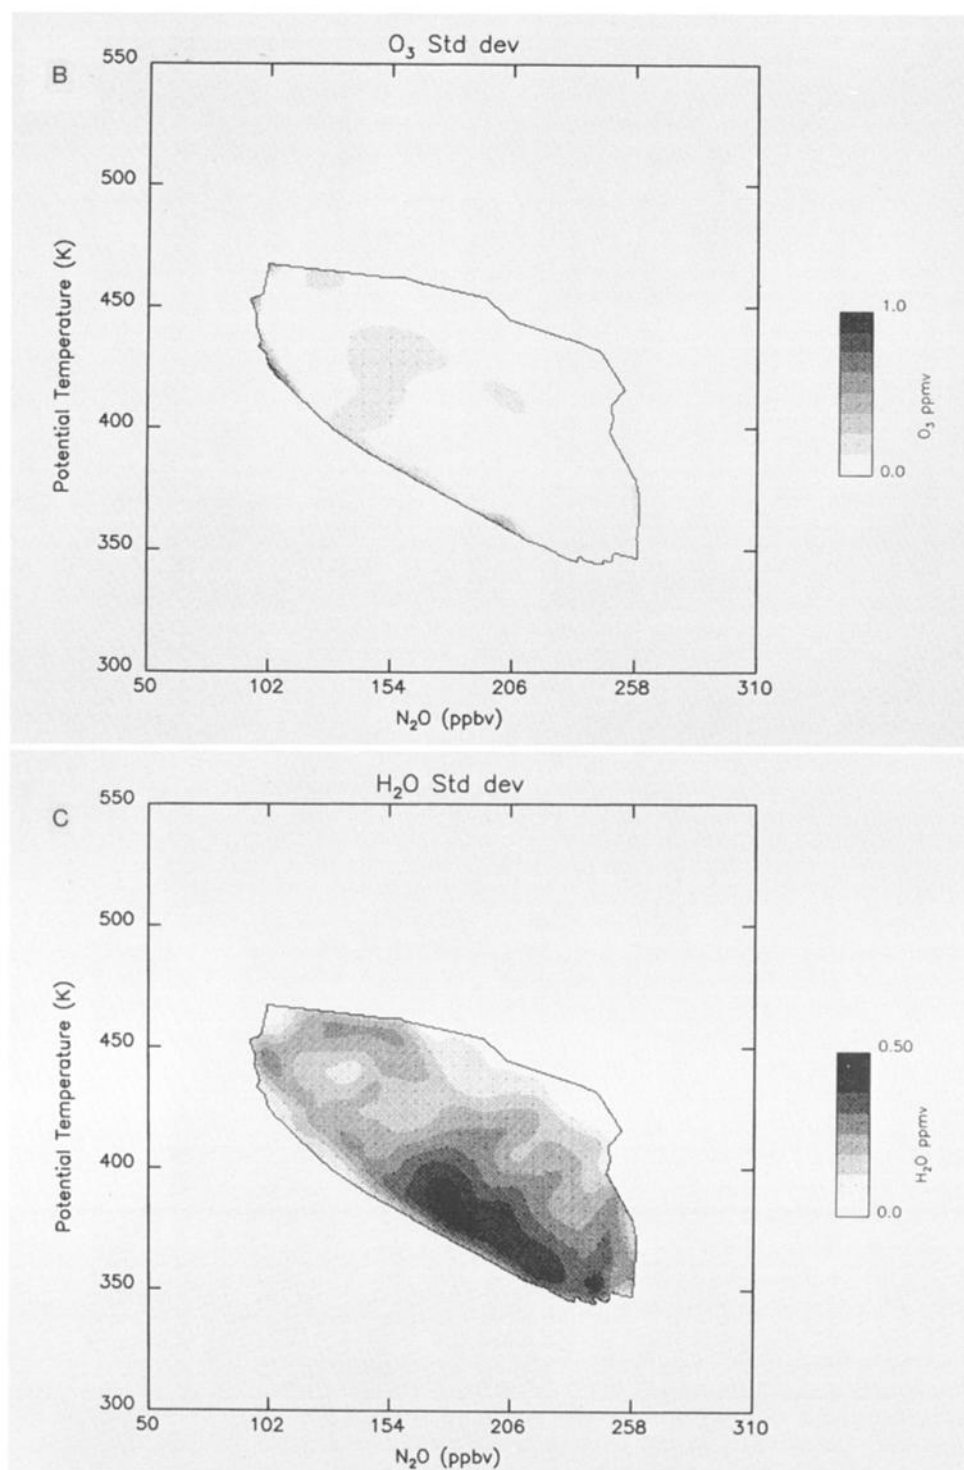 B
O₃ Std dev
550
500
450
400
350
300
Potential Temperature (K)
50 102 154 206 258 310
N₂O (ppbv)
1.0
0.0
O₃ ppmv
C
H₂O Std dev
550
500
450
400
350
300
Potential Temperature (K)
50 102 154 206 258 310
N₂O (ppbv)
0.50
0.0
H₂O ppmv